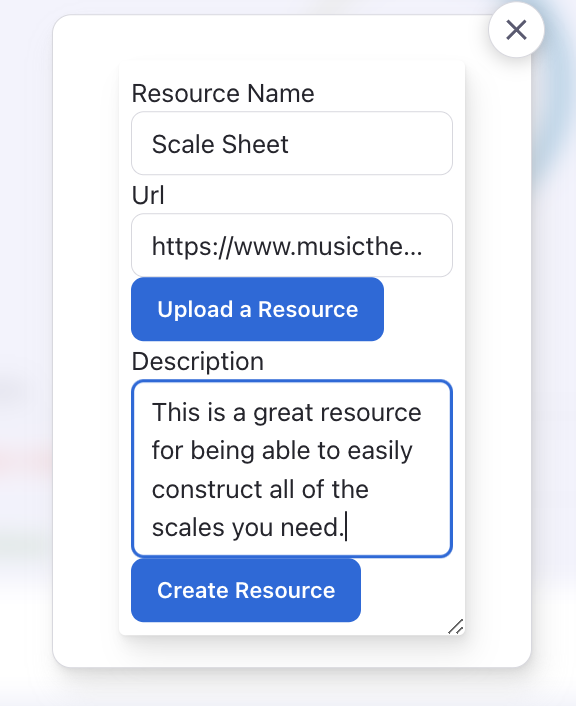 Resource Name
Scale Sheet
Url
https://www.musicthe...
Upload a Resource
Description
This is a great resource
for being able to easily
construct all of the
scales you need.
Create Resource